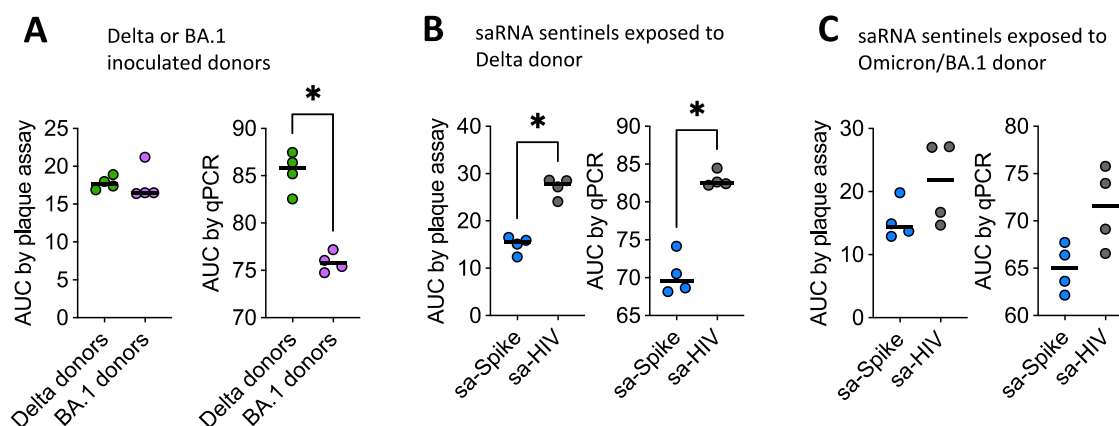 A
Delta or BA.1
inoculated donors
AUC by plaque assay
25
20
15
10
5
0
Delta donors
BA.1 donors
AUC by qPCR
90
85
80
75
70
*
Delta donors
BA.1 donors
B
saRNA sentinels exposed to
Delta donor
AUC by plaque assay
40
30
20
10
0
*
sa-Spike
sa-HIV
AUC by qPCR
90
85
80
75
70
65
*
sa-Spike
sa-HIV
C
saRNA sentinels exposed to
Omicron/BA.1 donor
AUC by plaque assay
30
20
10
0
sa-Spike
sa-HIV
AUC by qPCR
80
75
70
65
60
sa-Spike
sa-HIV